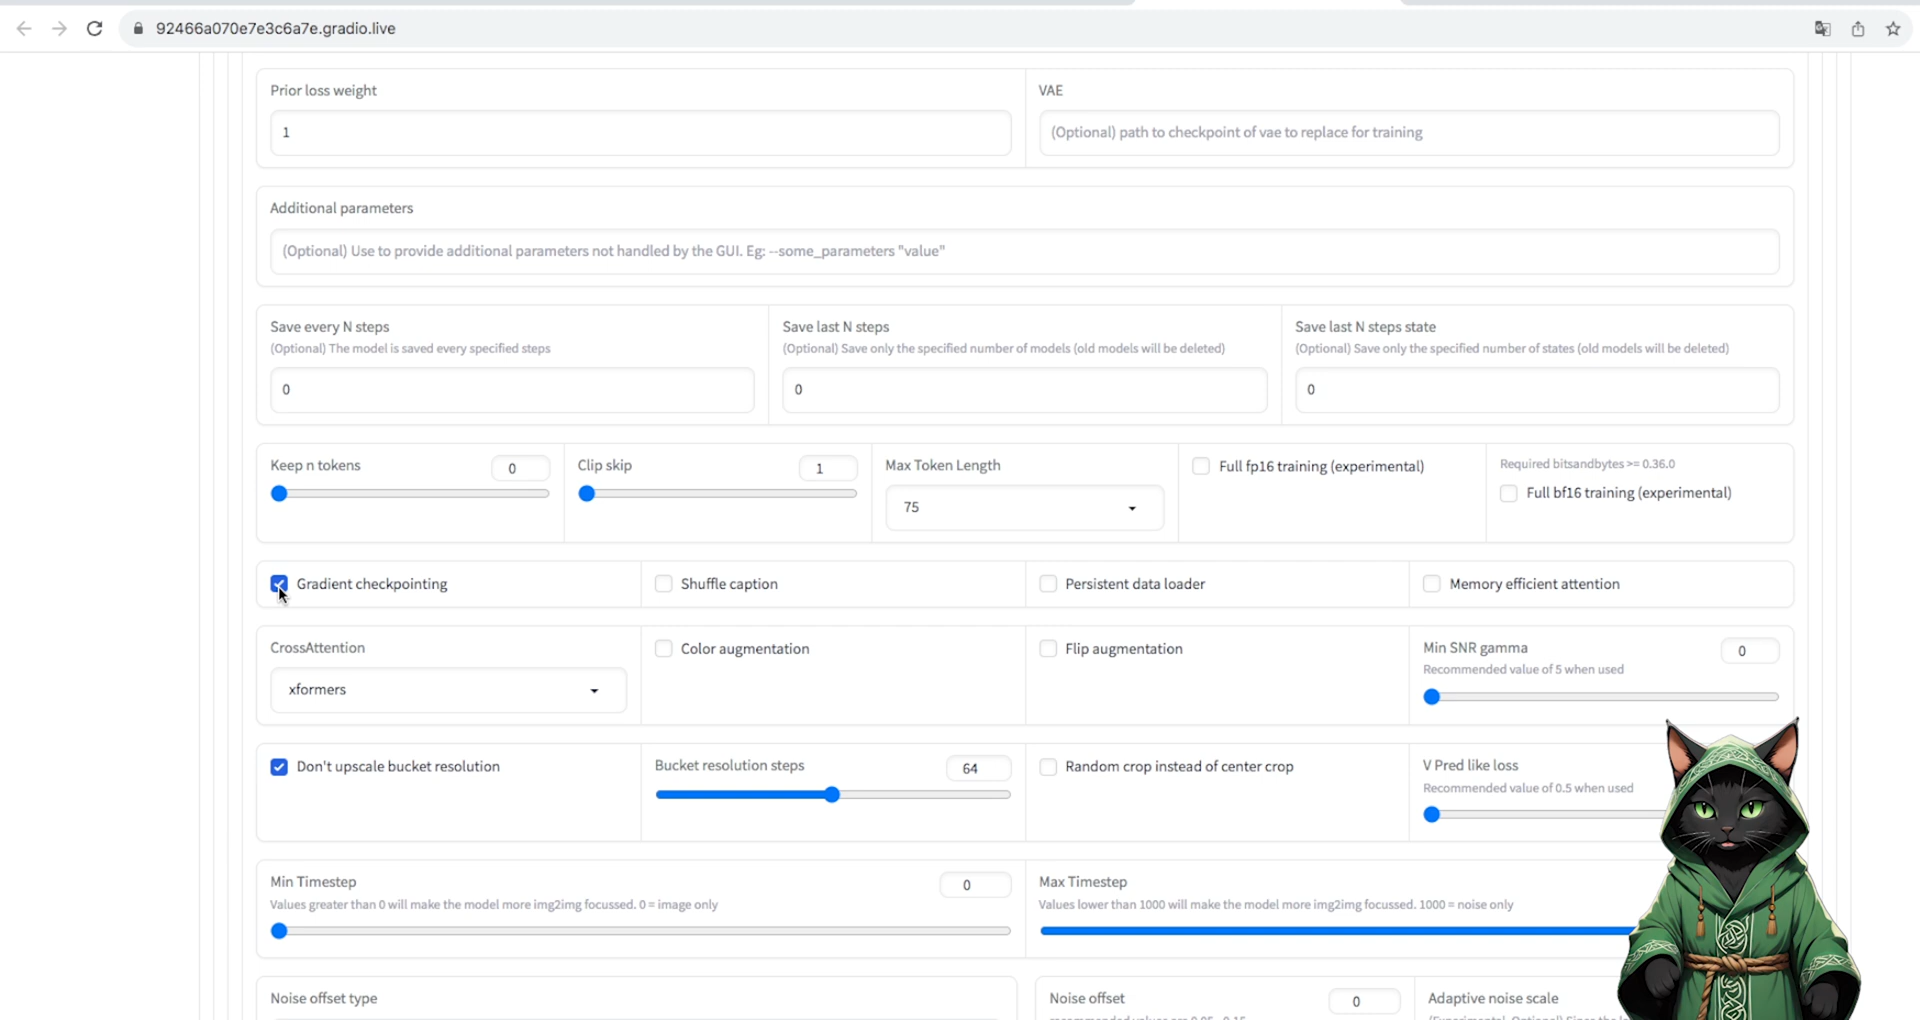 92466a070e7e3c6a7e.gradio.live
Prior loss weight
VAE
1
(Optional) path to checkpoint of vae to replace for training
Additional parameters
(Optional) Use to provide additional parameters not handled by the GUI. Eg: --some_parameters "value"
Save every N steps
Save last N steps
Save last N steps state
(Optional) The model is saved every specified steps
(Optional) Save only the specified number of models (old models will be deleted)
(Optional) Save only the specified number of states (old models will be deleted)
0
0
0
Keep n tokens
0
Clip skip
1
Max Token Length
75
Full fp16 training (experimental)
Required bitsandbytes >= 0.36.0
Full bf16 training (experimental)
Gradient checkpointing
Shuffle caption
Persistent data loader
Memory efficient attention
CrossAttention
xformers
Color augmentation
Flip augmentation
Min SNR gamma
0
Recommended value of 5 when used
Don't upscale bucket resolution
Bucket resolution steps
64
Random crop instead of center crop
V Pred like loss
Recommended value of 0.5 when used
Min Timestep
0
Values greater than 0 will make the model more img2img focussed. 0 = image only
Max Timestep
Values lower than 1000 will make the model more img2img focussed. 1000 = noise only
Noise offset type
Noise offset
0
Adaptive noise scale